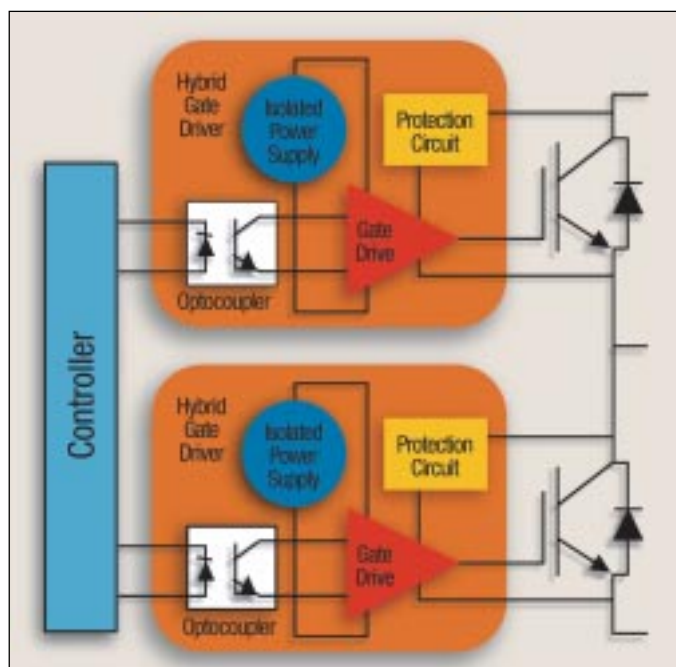 Hybrid
Gate
Driver
Isolated
Power
Supply
Protection
Circuit
Gate
Drive
Optocoupler
Controller
Hybrid
Gate
Driver
Isolated
Power
Supply
Protection
Circuit
Gate
Drive
Optocoupler